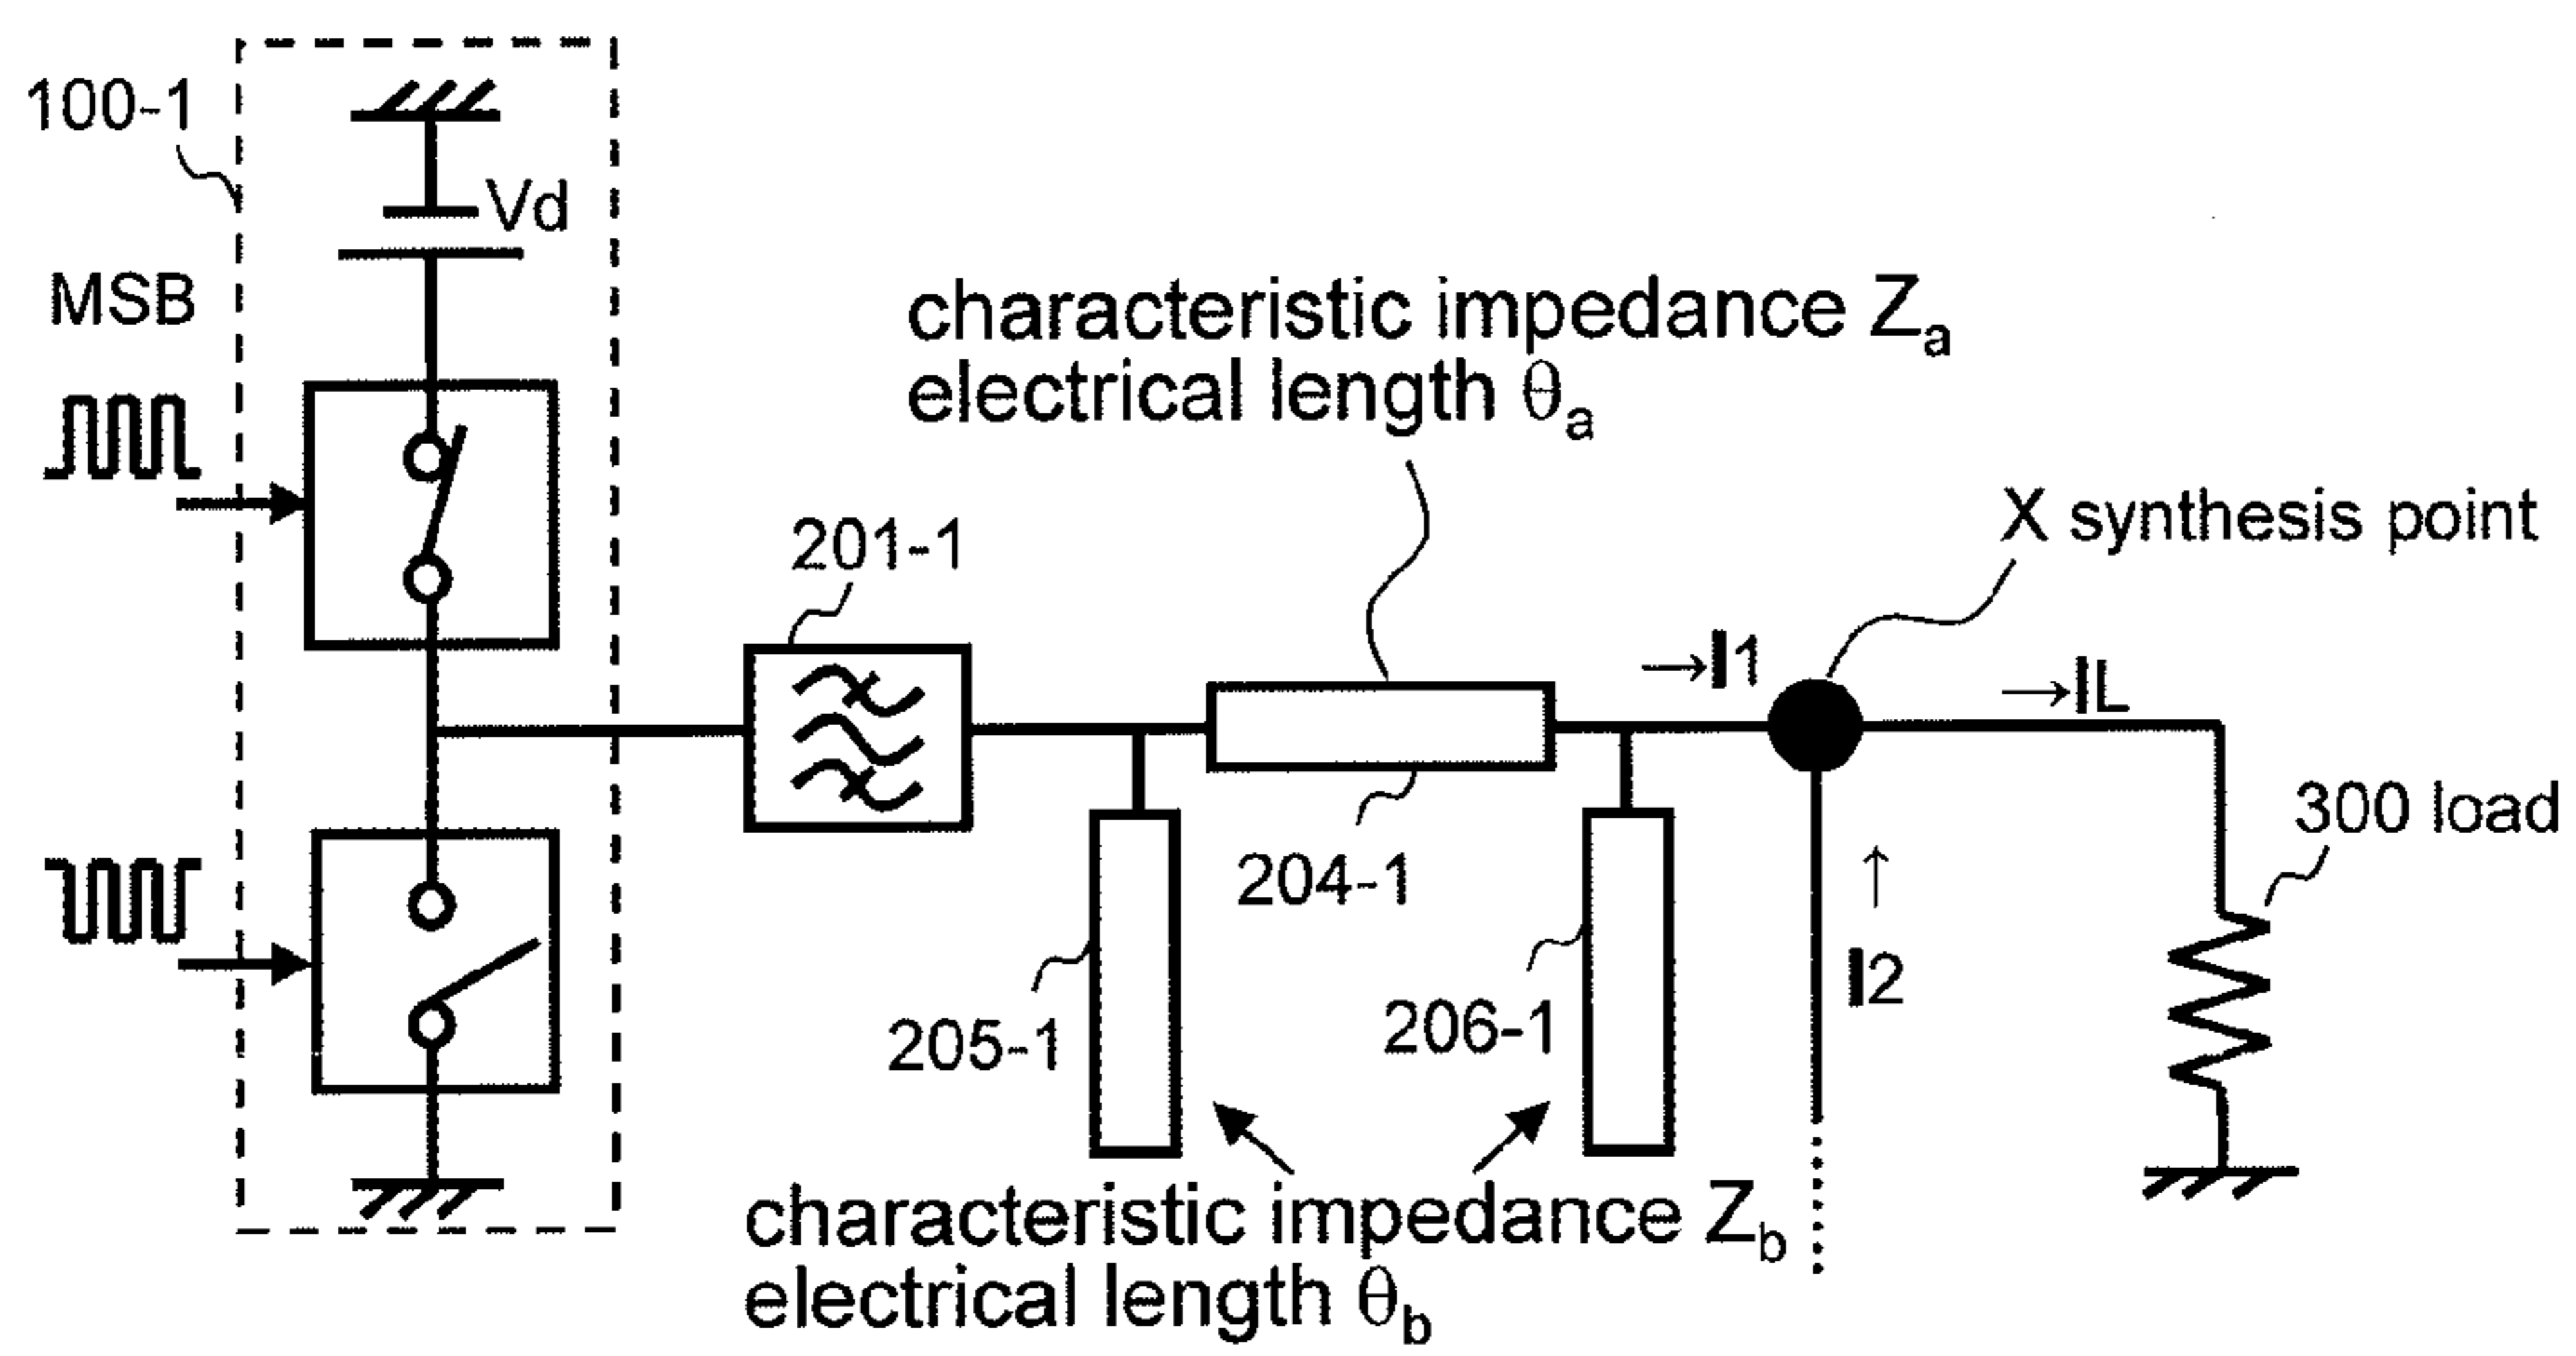 100-1
Vd
MSB
characteristic impedance Za
electrical length θa
201-1
X synthesis point
→I1
→IL
300 load
204-1
↑
I2
205-1
206-1
characteristic impedance Zb
electrical length θb